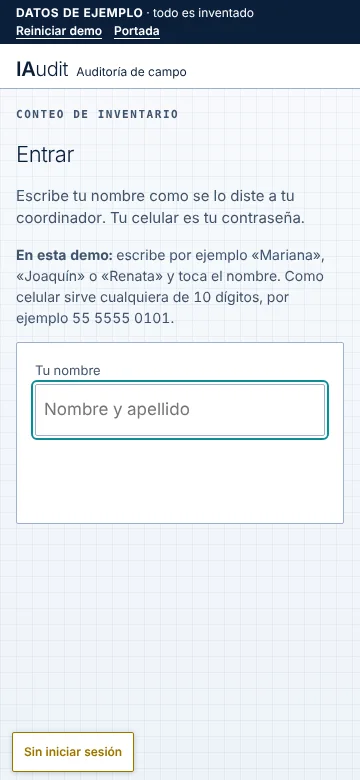 DATOS DE EJEMPLO · todo es inventado
Reiniciar demo Portada
IAudit Auditoría de campo
CONTEO DE INVENTARIO
Entrar
Escribe tu nombre como se lo diste a tu
coordinador. Tu celular es tu contraseña.
En esta demo: escribe por ejemplo «Mariana»,
«Joaquín» o «Renata» y toca el nombre. Como
celular sirve cualquiera de 10 dígitos, por
ejemplo 55 5555 0101.
Tu nombre
Nombre y apellido
Sin iniciar sesión